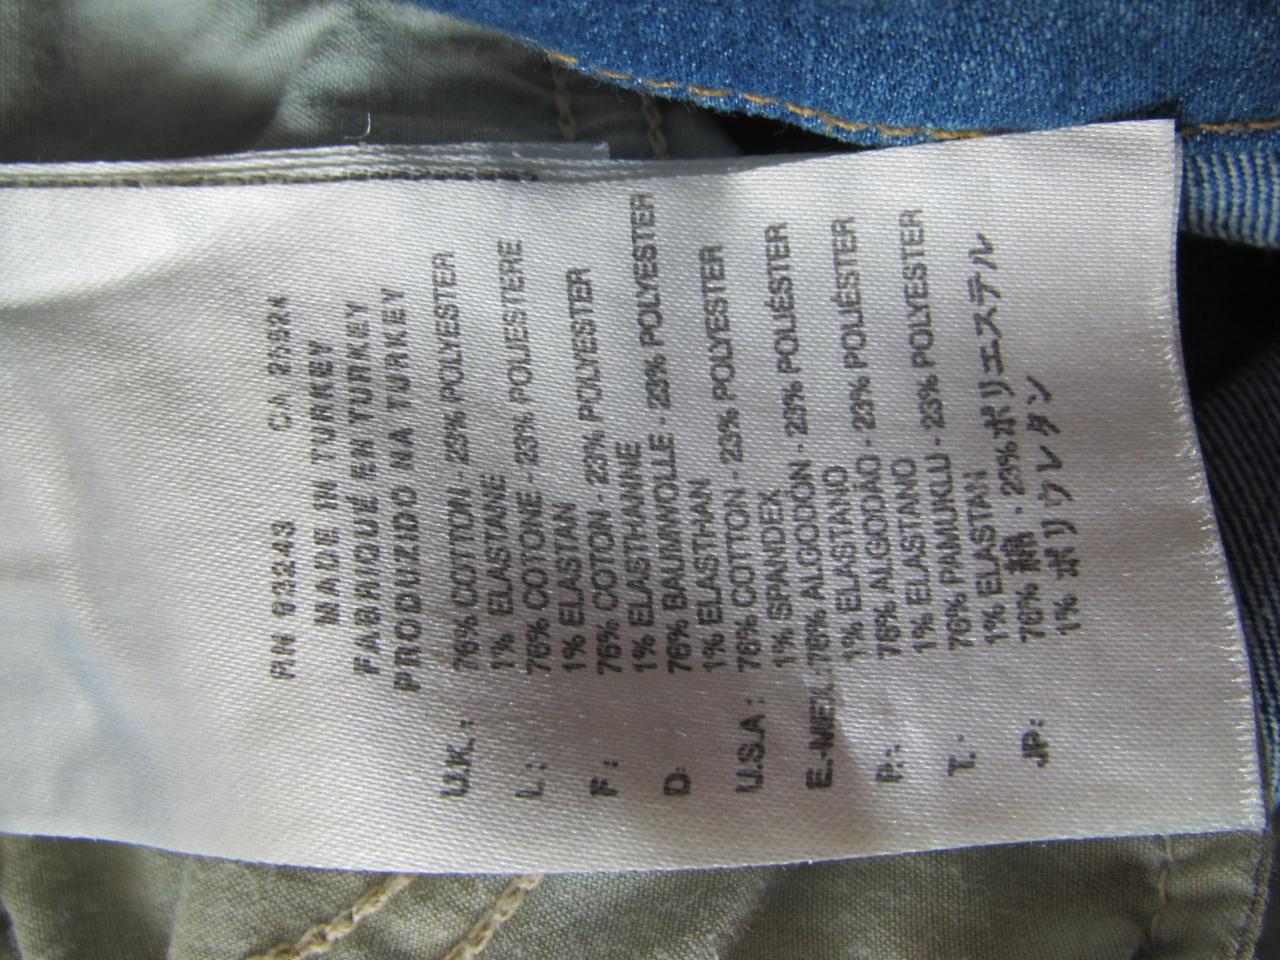 RN 93243 CA 25924
MADE IN TURKEY
FABRIQUÉ EN TURKEY
PRODUZIDO NA TURKEY
U.K.: 76% COTTON - 23% POLYESTER
1% ELASTANE
L: 76% COTONE - 23% POLIESTERE
1% ELASTAN
F: 76% COTON - 23% POLYESTER
1% ELASTHANNE
D: 76% BAUMWOLLE - 23% POLYESTER
1% ELASTHAN
U.S.A: 76% COTTON - 23% POLYESTER
1% SPANDEX
E.-MEX.: 76% ALGODÓN - 23% POLIÉSTER
1% ELASTANO
P.: 76% ALGODÃO - 23% POLIÉSTER
1% ELASTANO
T.: 76% PAMUKLU - 23% POLYESTER
1% ELASTAN
JP: 76% 綿 - 23% ポリエステル
1% ポリウレタン